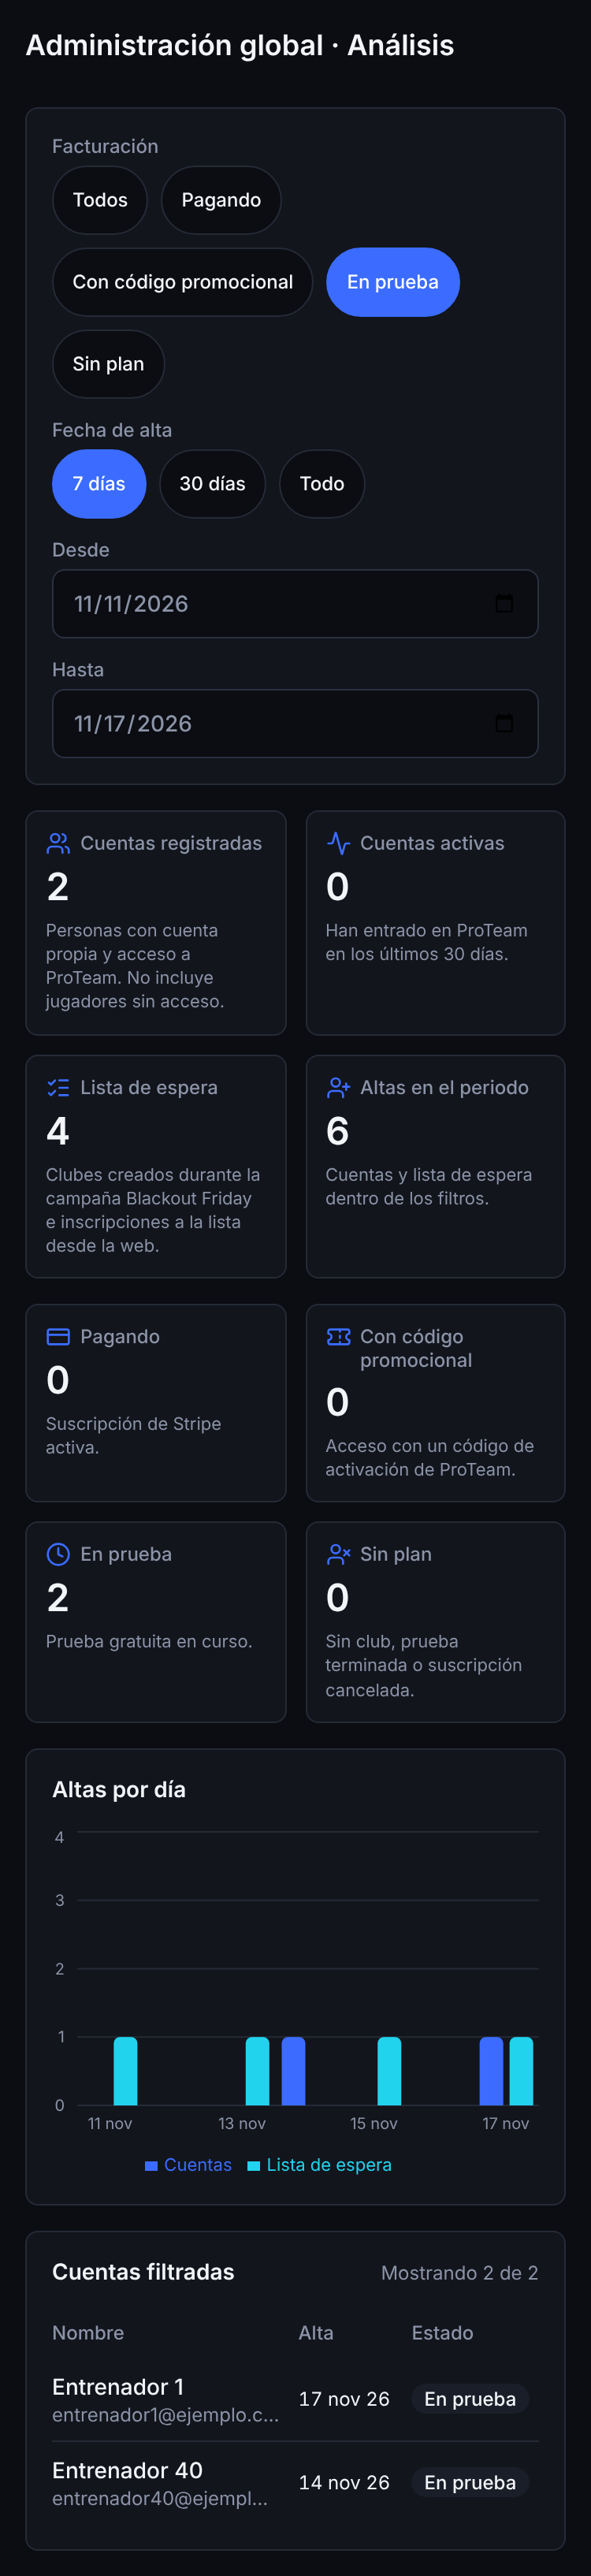 Administración global · Análisis
Facturación
Todos
Pagando
Con código promocional
En prueba
Sin plan
Fecha de alta
7 días
30 días
Todo
Desde
11/11/2026
Hasta
11/17/2026
Cuentas registradas
2
Personas con cuenta
propia y acceso a
ProTeam. No incluye
jugadores sin acceso.
Cuentas activas
0
Han entrado en ProTeam
en los últimos 30 días.
Lista de espera
4
Clubes creados durante la
campaña Blackout Friday
e inscripciones a la lista
desde la web.
Altas en el periodo
6
Cuentas y lista de espera
dentro de los filtros.
Pagando
0
Suscripción de Stripe
activa.
Con código
promocional
0
Acceso con un código de
activación de ProTeam.
En prueba
2
Prueba gratuita en curso.
Sin plan
0
Sin club, prueba
terminada o suscripción
cancelada.
Altas por día
4
3
2
1
0
11 nov
13 nov
15 nov
17 nov
Cuentas
Lista de espera
Cuentas filtradas
Mostrando 2 de 2
Nombre
Alta
Estado
Entrenador 1
entrenador1@ejemplo.c...
17 nov 26
En prueba
Entrenador 40
entrenador40@ejempl...
14 nov 26
En prueba